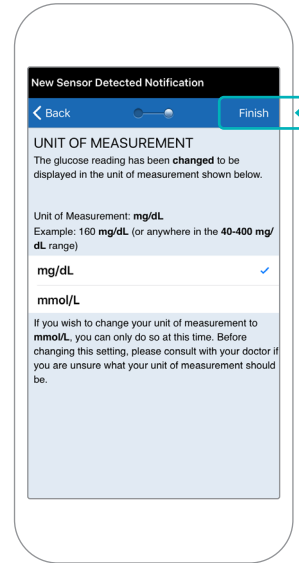 New Sensor Detected Notification
Back
Finish
UNIT OF MEASUREMENT
The glucose reading has been changed to be
displayed in the unit of measurement shown below.
Unit of Measurement: mg/dL
Example: 160 mg/dL (or anywhere in the 40-400 mg/
dL range)
mg/dL
mmol/L
If you wish to change your unit of measurement to
mmol/L, you can only do so at this time. Before
changing this setting, please consult with your doctor if
you are unsure what your unit of measurement should
be.